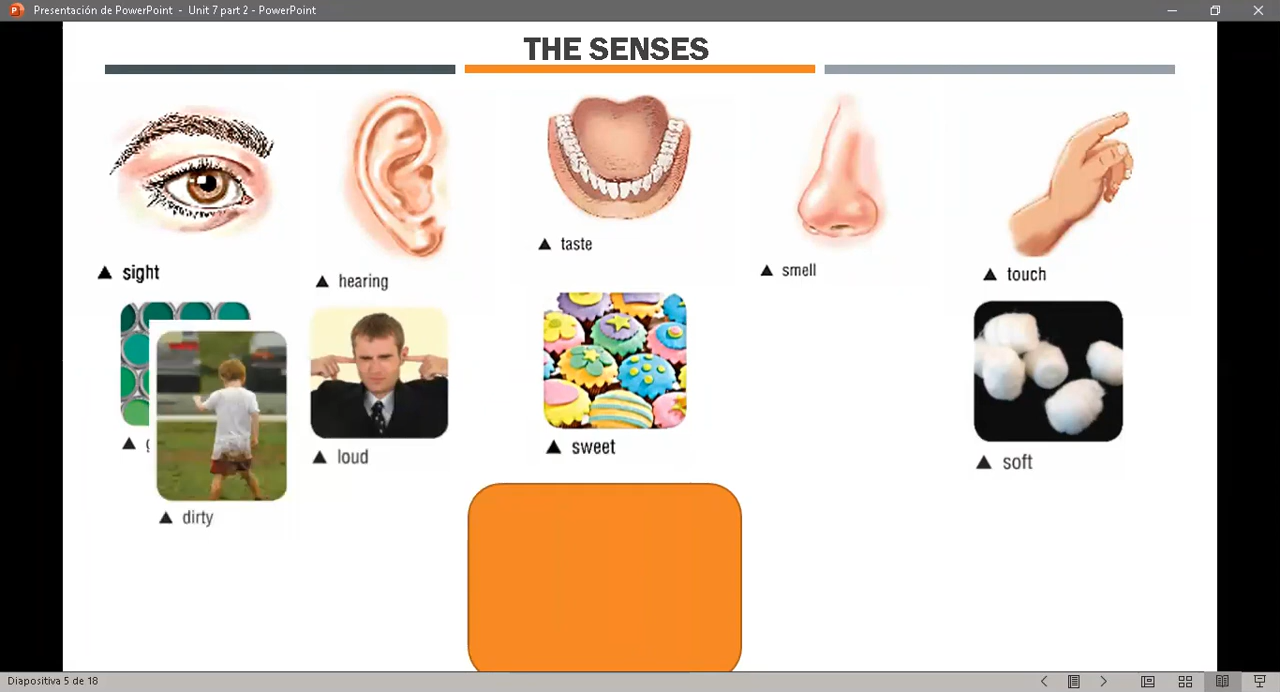 Presentación de PowerPoint - Unit 7 part 2 - PowerPoint
THE SENSES
▲ sight
▲ hearing
▲ taste
▲ smell
▲ touch
▲ loud
▲ sweet
▲ soft
▲ dirty
Diapositiva 5 de 18